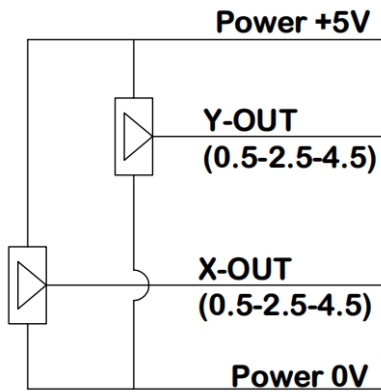 Power +5V
Y-OUT
(0.5-2.5-4.5)
X-OUT
(0.5-2.5-4.5)
Power 0V